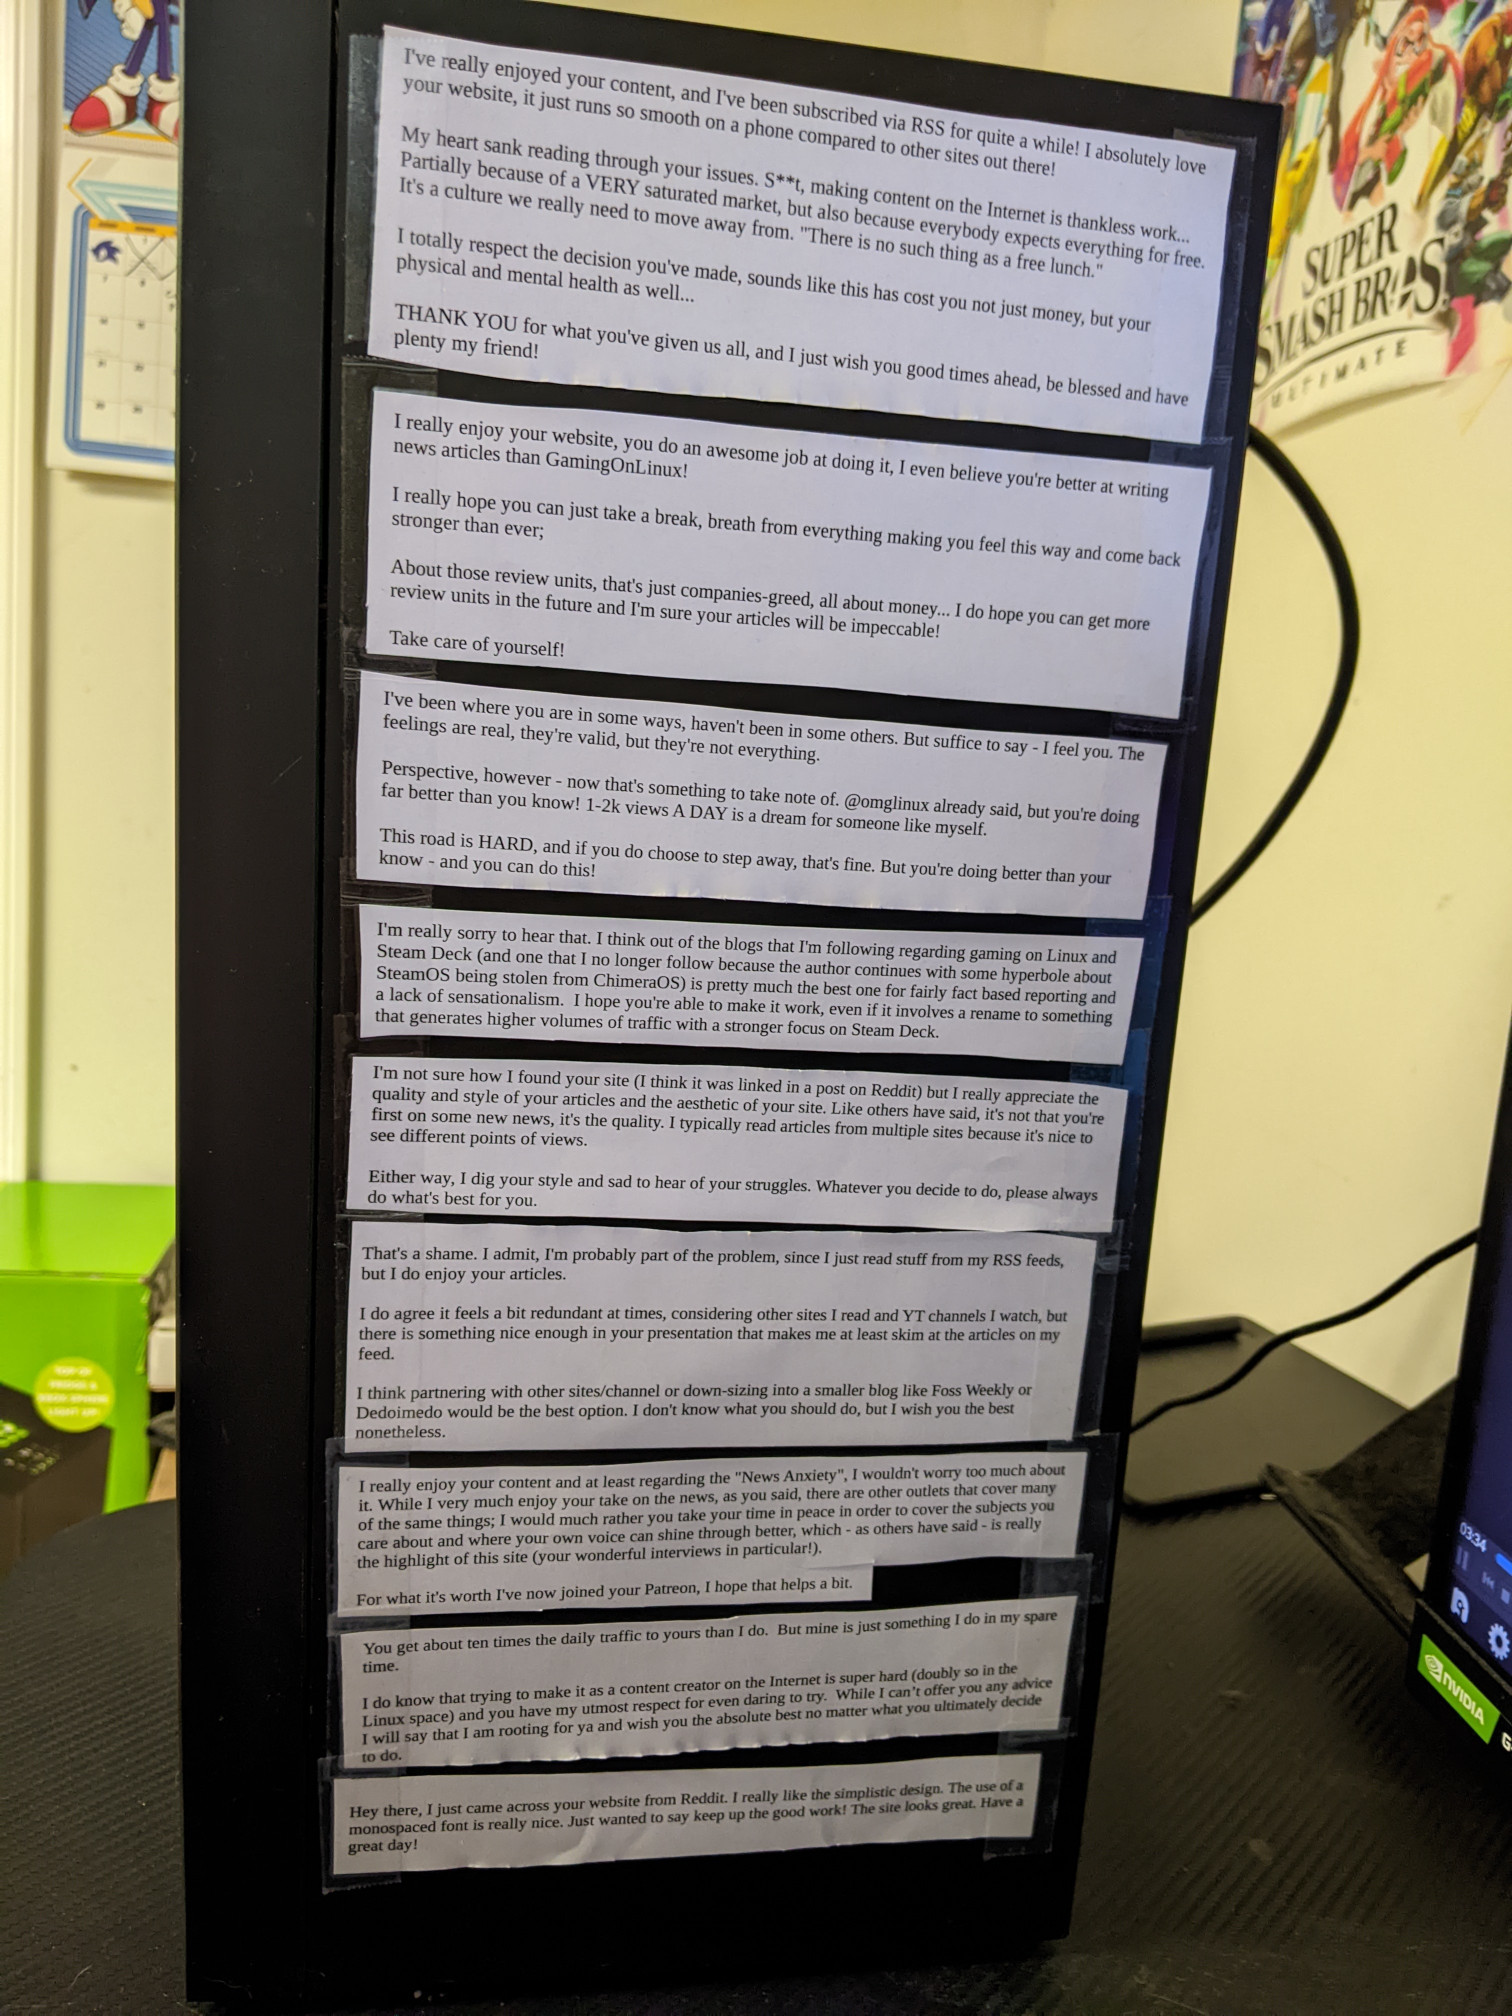 I've really enjoyed your content, and I've been subscribed via RSS for quite a while! I absolutely love
your website, it just runs so smooth on a phone compared to other sites out there!
My heart sank reading through your issues. S**t, making content on the Internet is thankless work...
Partially because of a VERY saturated market, but also because everybody expects everything for free.
It's a culture we really need to move away from. "There is no such thing as a free lunch."
I totally respect the decision you've made, sounds like this has cost you not just money, but your
physical and mental health as well...
THANK YOU for what you've given us all, and I just wish you good times ahead, be blessed and have
plenty my friend!
I really enjoy your website, you do an awesome job at doing it, I even believe you're better at writing
news articles than GamingOnLinux!
I really hope you can just take a break, breath from everything making you feel this way and come back
stronger than ever;
About those review units, that's just companies-greed, all about money... I do hope you can get more
review units in the future and I'm sure your articles will be impeccable!
Take care of yourself!
I've been where you are in some ways, haven't been in some others. But suffice to say - I feel you. The
feelings are real, they're valid, but they're not everything.
Perspective, however - now that's something to take note of. @omglinux already said, but you're doing
far better than you know! 1-2k views A DAY is a dream for someone like myself.
This road is HARD, and if you do choose to step away, that's fine. But you're doing better than your
know - and you can do this!
I'm really sorry to hear that. I think out of the blogs that I'm following regarding gaming on Linux and
Steam Deck (and one that I no longer follow because the author continues with some hyperbole about
SteamOS being stolen from ChimeraOS) is pretty much the best one for fairly fact based reporting and
a lack of sensationalism. I hope you're able to make it work, even if it involves a rename to something
that generates higher volumes of traffic with a stronger focus on Steam Deck.
I'm not sure how I found your site (I think it was linked in a post on Reddit) but I really appreciate the
quality and style of your articles and the aesthetic of your site. Like others have said, it's not that you're
first on some new news, it's the quality. I typically read articles from multiple sites because it's nice to
see different points of views.
Either way, I dig your style and sad to hear of your struggles. Whatever you decide to do, please always
do what's best for you.
That's a shame. I admit, I'm probably part of the problem, since I just read stuff from my RSS feeds,
but I do enjoy your articles.
I do agree it feels a bit redundant at times, considering other sites I read and YT channels I watch, but
there is something nice enough in your presentation that makes me at least skim at the articles on my
feed.
I think partnering with other sites/channel or down-sizing into a smaller blog like Foss Weekly or
Dedoimedo would be the best option. I don't know what you should do, but I wish you the best
nonetheless.
I really enjoy your content and at least regarding the "News Anxiety", I wouldn't worry too much about
it. While I very much enjoy your take on the news, as you said, there are other outlets that cover many
of the same things; I would much rather you take your time in peace in order to cover the subjects you
care about and where your own voice can shine through better, which - as others have said - is really
the highlight of this site (your wonderful interviews in particular!).
For what it's worth I've now joined your Patreon, I hope that helps a bit.
You get about ten times the daily traffic to yours than I do. But mine is just something I do in my spare
time.
I do know that trying to make it as a content creator on the Internet is super hard (doubly so in the
Linux space) and you have my utmost respect for even daring to try. While I can't offer you any advice
I will say that I am rooting for ya and wish you the absolute best no matter what you ultimately decide
to do.
Hey there, I just came across your website from Reddit. I really like the simplistic design. The use of a
monospaced font is really nice. Just wanted to say keep up the good work! The site looks great. Have a
great day!
SUPER
SMASH BROS.
ULTIMATE
03:34
NVIDIA
G